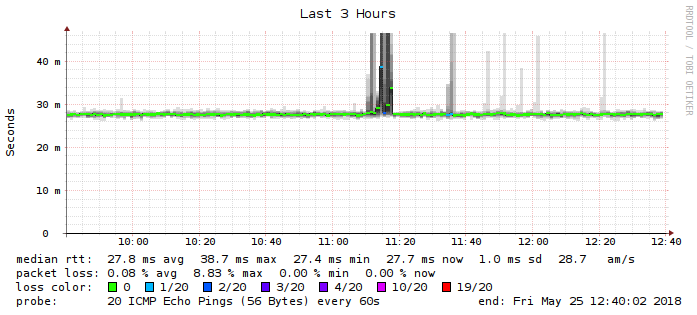 Last 3 Hours
RRDTOOL / TOBI OETIKER
Seconds
40 m
30 m
20 m
10 m
0
10:00 10:20 10:40 11:00 11:20 11:40 12:00 12:20 12:40
median rtt: 27.8 ms avg 38.7 ms max 27.4 ms min 27.7 ms now 1.0 ms sd 28.7 am/s
packet loss: 0.08 % avg 8.83 % max 0.00 % min 0.00 % now
loss color: 0 1/20 2/20 3/20 4/20 10/20 19/20
probe: 20 ICMP Echo Pings (56 Bytes) every 60s end: Fri May 25 12:40:02 2018